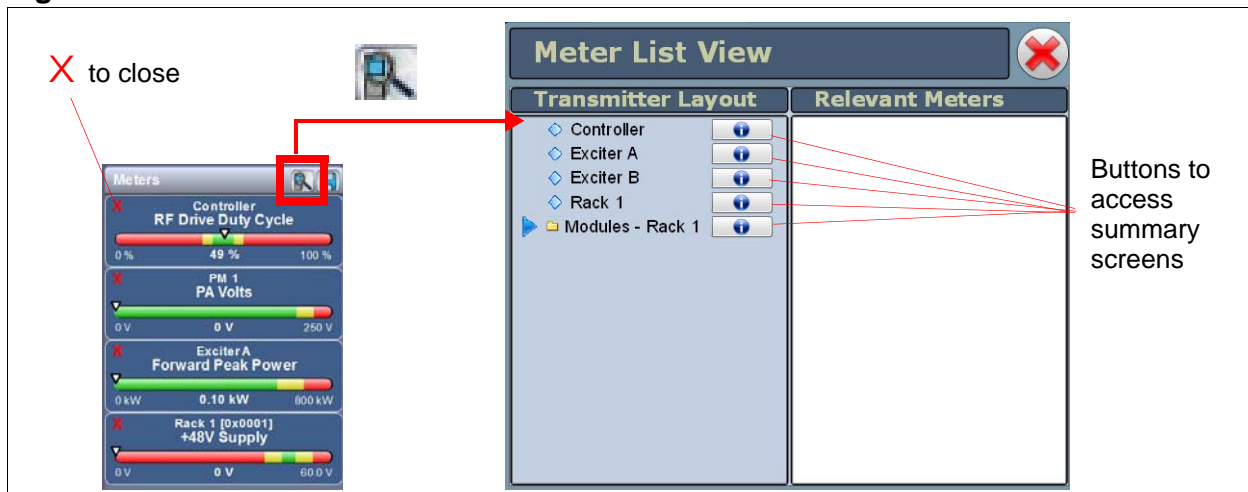 X to close
Meters
X Controller
RF Drive Duty Cycle
0 % 49 % 100 %
X PM 1
PA Volts
0 V 0 V 250 V
X Exciter A
Forward Peak Power
0 kW 0.10 kW 800 kW
X Rack 1 [0x0001]
+48V Supply
0 V 0 V 60.0 V
Meter List View
Transmitter Layout
Controller
Exciter A
Exciter B
Rack 1
Modules - Rack 1
Relevant Meters
Buttons to
access
summary
screens